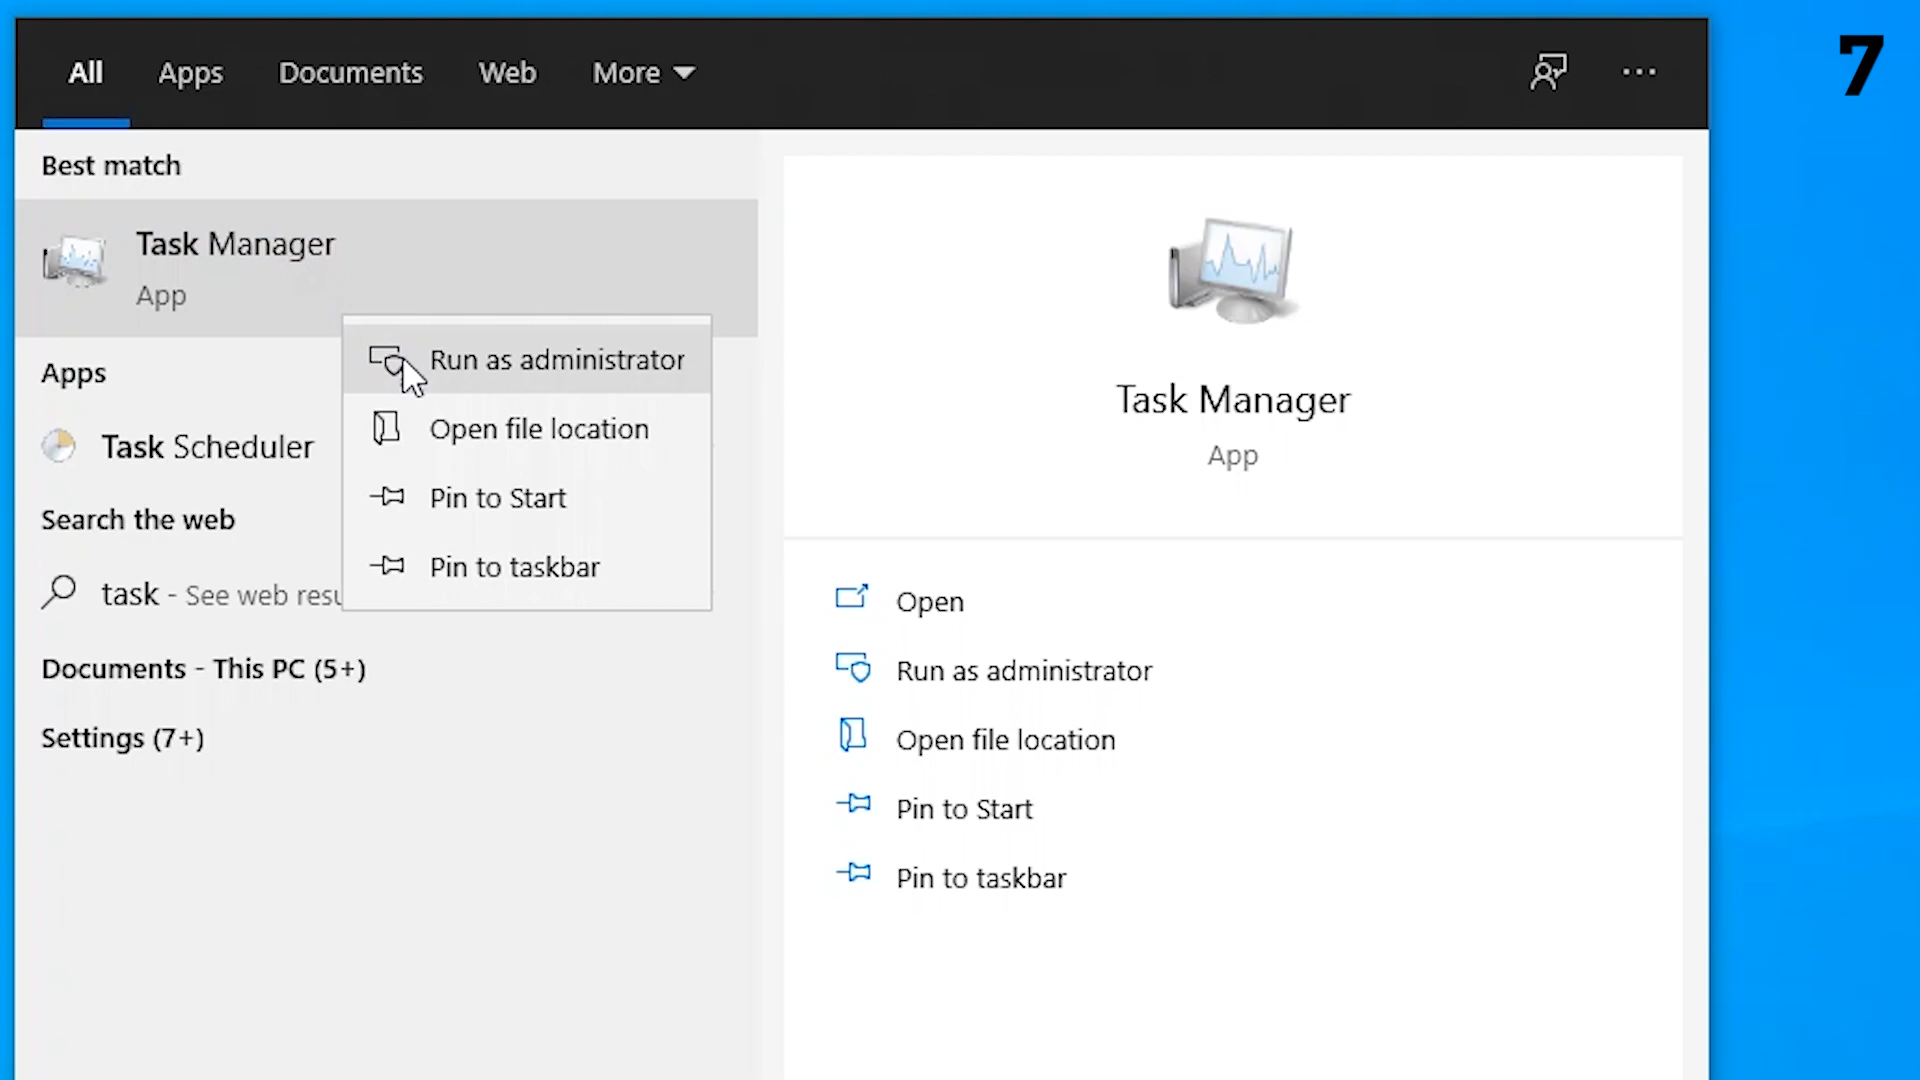 All Apps Documents Web More
7
Best match
Task Manager
App
Run as administrator
Open file location
Pin to Start
Pin to taskbar
Apps
Task Scheduler
Search the web
task - See web resu
Documents - This PC (5+)
Settings (7+)
Task Manager
App
Open
Run as administrator
Open file location
Pin to Start
Pin to taskbar